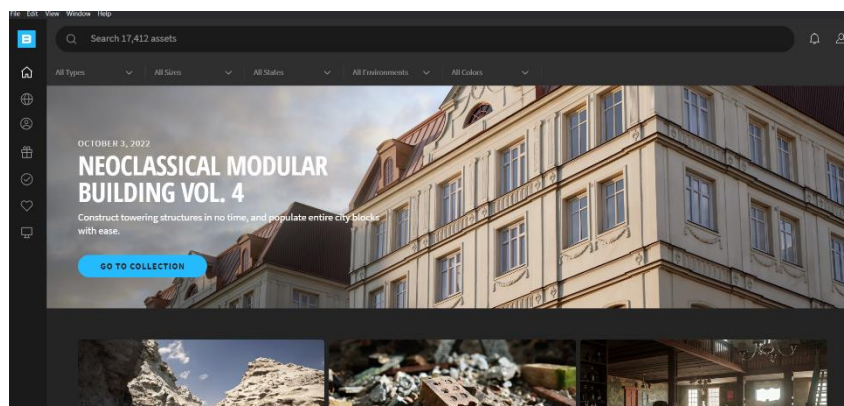 File Edit View Window Help
B
Search 17,412 assets
All Types All Sizes All States All Environments All Colors
OCTOBER 3, 2022
NEOCLASSICAL MODULAR
BUILDING VOL. 4
Construct towering structures in no time, and populate entire city blocks
with ease.
GO TO COLLECTION